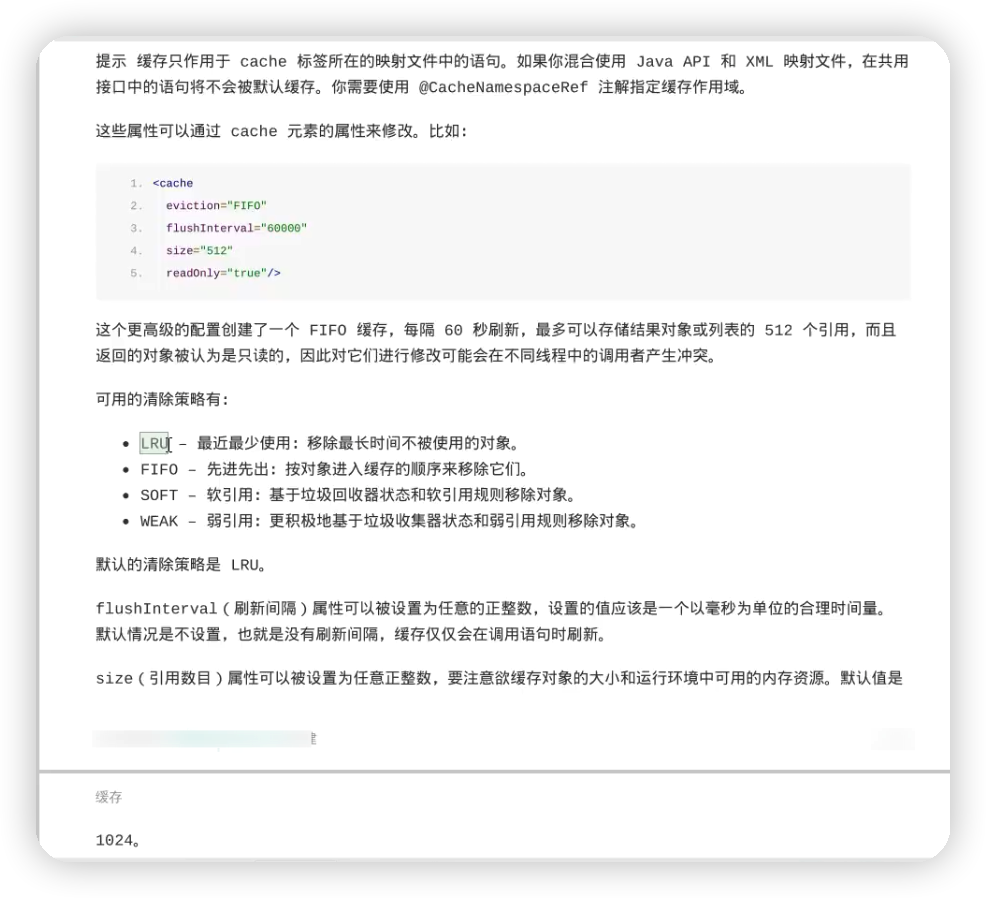 提示 缓存只作用于 cache 标签所在的映射文件中的语句。如果你混合使用 Java API 和 XML 映射文件，在共用
接口中的语句将不会被默认缓存。你需要使用 @CacheNamespaceRef 注解指定缓存作用域。
这些属性可以通过 cache 元素的属性来修改。比如：
1. <cache
2. eviction="FIFO"
3. flushInterval="60000"
4. size="512"
5. readOnly="true"/>
这个更高级的配置创建了一个 FIFO 缓存，每隔 60 秒刷新，最多可以存储结果对象或列表的 512 个引用，而且
返回的对象被认为是只读的，因此对它们进行修改可能会在不同线程中的调用者产生冲突。
可用的清除策略有：
• LRU – 最近最少使用：移除最长时间不被使用的对象。
• FIFO – 先进先出：按对象进入缓存的顺序来移除它们。
• SOFT – 软引用：基于垃圾回收器状态和软引用规则移除对象。
• WEAK – 弱引用：更积极地基于垃圾收集器状态和弱引用规则移除对象。
默认的清除策略是 LRU。
flushInterval（刷新间隔）属性可以被设置为任意的正整数，设置的值应该是一个以毫秒为单位的合理时间量。
默认情况是不设置，也就是没有刷新间隔，缓存仅仅会在调用语句时刷新。
size（引用数目）属性可以被设置为任意正整数，要注意欲缓存对象的大小和运行环境中可用的内存资源。默认值是
缓存
1024。